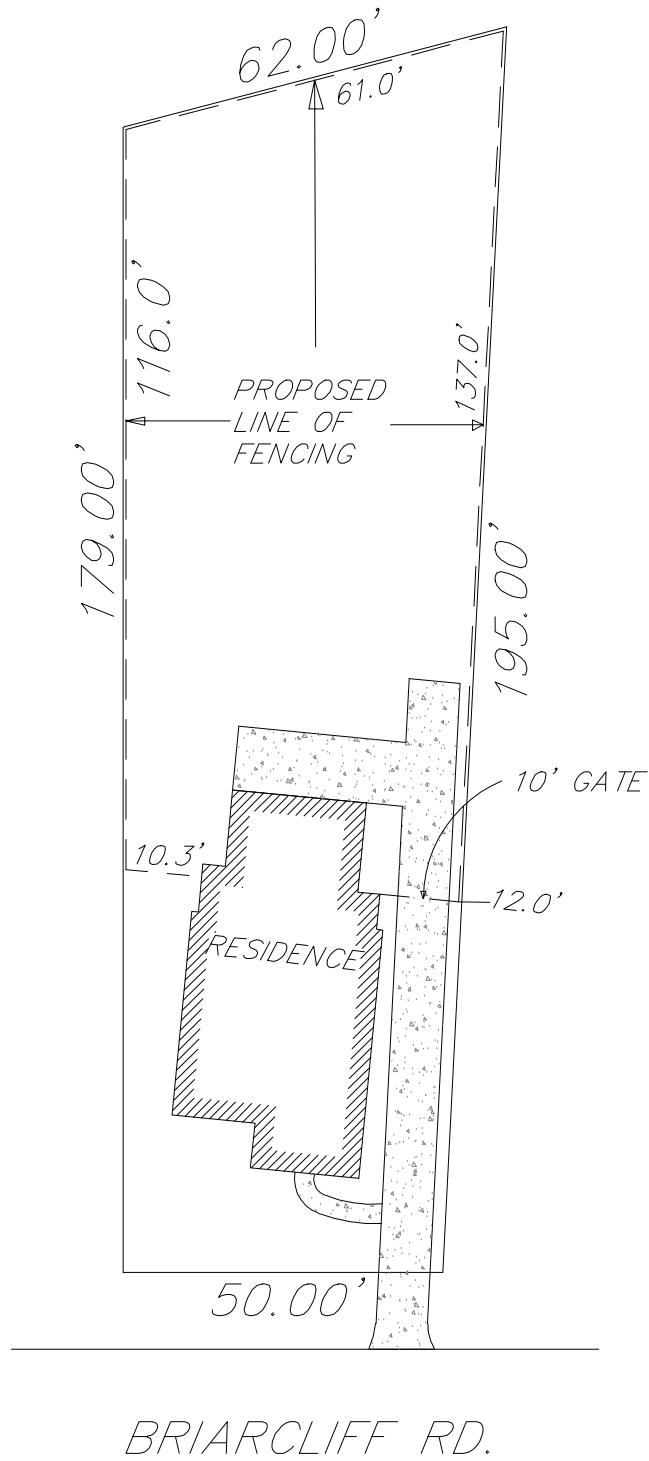 62.00'
61.0'
116.0'
137.0'
PROPOSED
LINE OF
FENCING
179.00'
195.00'
10' GATE
10.3'
12.0'
RESIDENCE
50.00'
BRIARCLIFF RD.